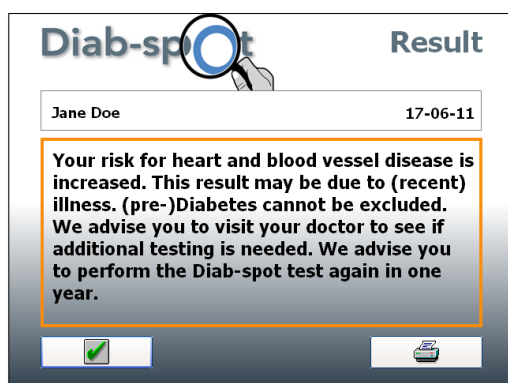 Diab-spot Result
Jane Doe 17-06-11
Your risk for heart and blood vessel disease is
increased. This result may be due to (recent)
illness. (pre-)Diabetes cannot be excluded.
We advise you to visit your doctor to see if
additional testing is needed. We advise you
to perform the Diab-spot test again in one
year.